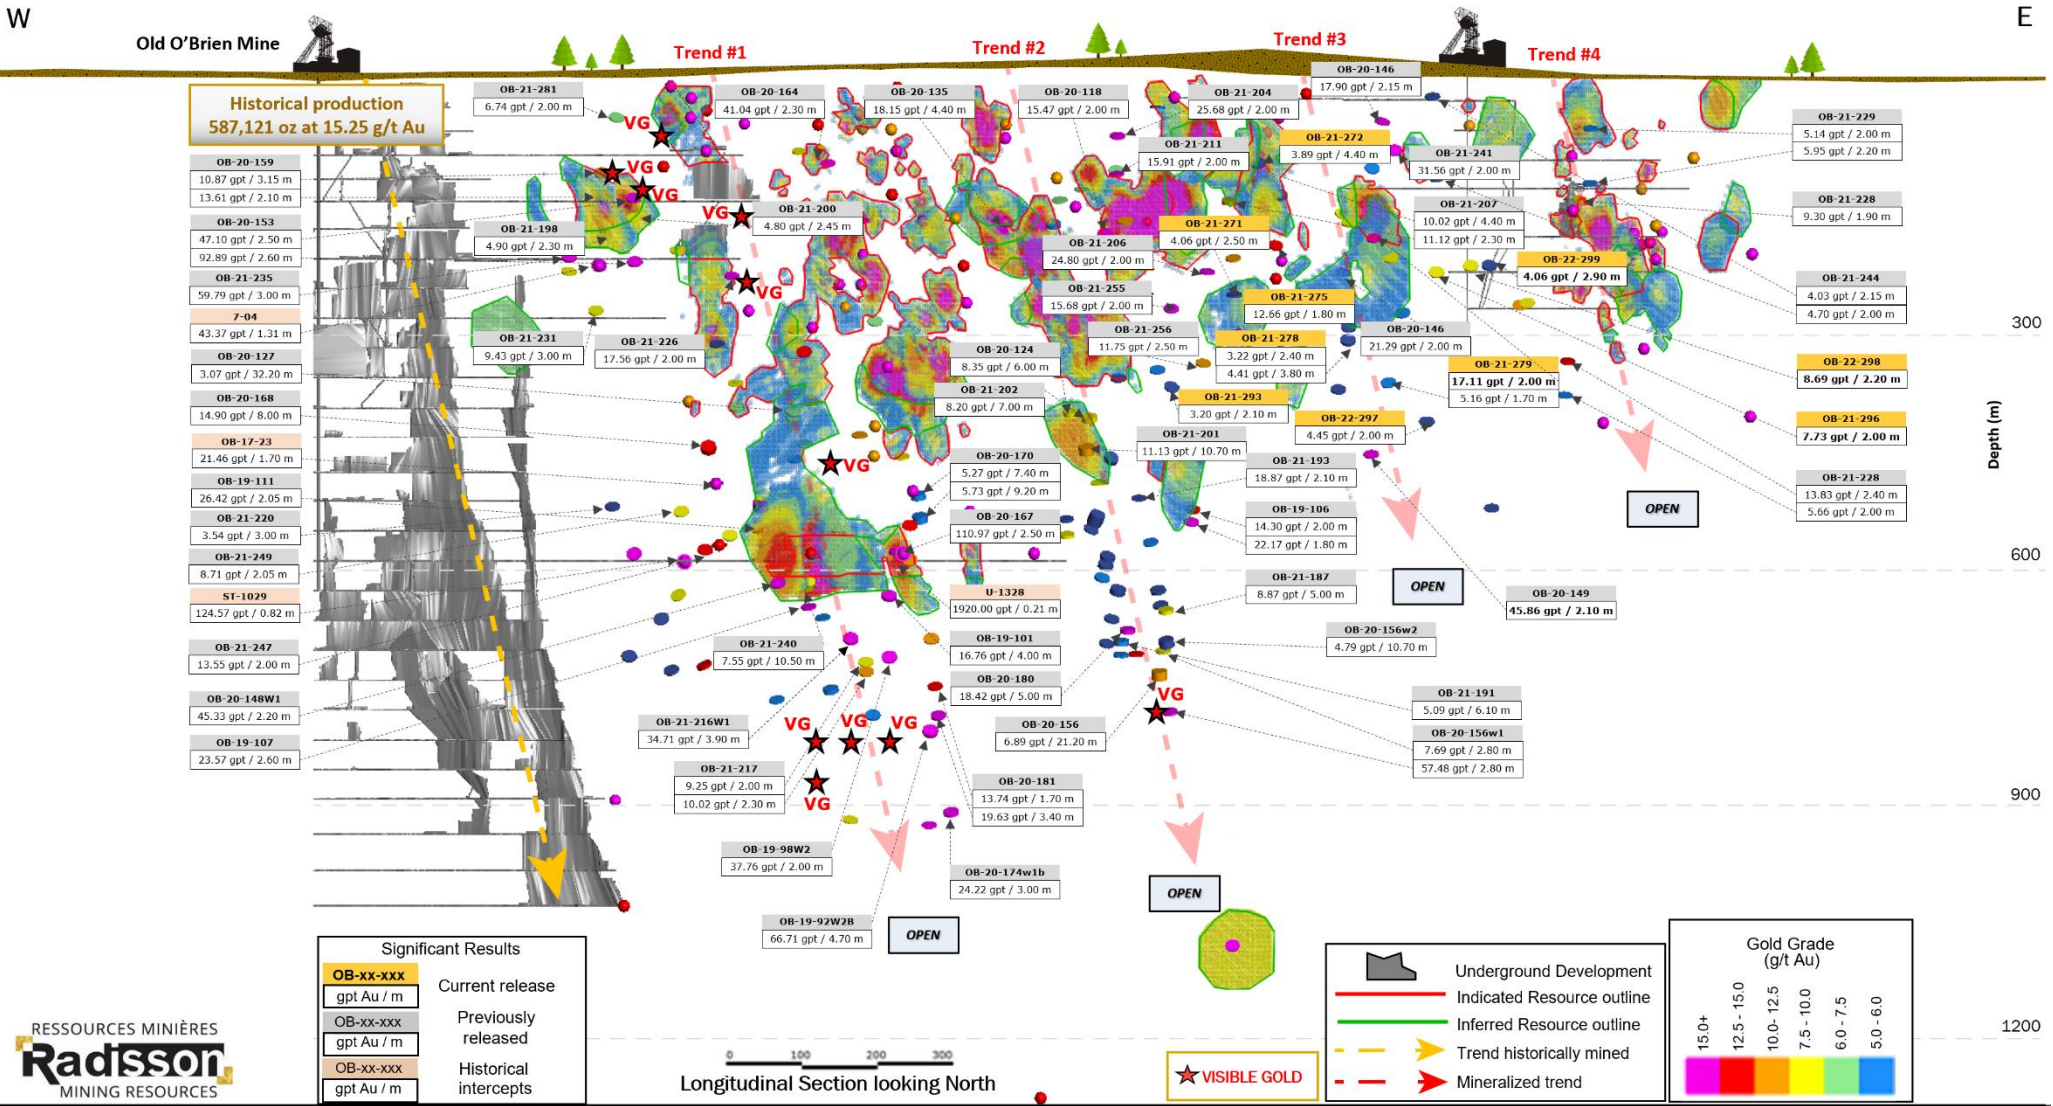 W
E
Old O'Brien Mine
Trend #1
Trend #2
Trend #3
Trend #4
Historical production
587,121 oz at 15.25 g/t Au
OB-20-159
10.87 gpt / 3.15 m
13.61 gpt / 2.10 m
OB-20-153
47.10 gpt / 2.50 m
92.89 gpt / 2.60 m
OB-21-235
59.79 gpt / 3.00 m
7-04
43.37 gpt / 1.31 m
OB-20-127
3.07 gpt / 32.20 m
OB-20-168
14.90 gpt / 8.00 m
OB-17-23
21.46 gpt / 1.70 m
OB-19-111
26.42 gpt / 2.05 m
OB-21-220
3.54 gpt / 3.00 m
OB-21-249
8.71 gpt / 2.05 m
ST-1029
124.57 gpt / 0.82 m
OB-21-247
13.55 gpt / 2.00 m
OB-20-148W1
45.33 gpt / 2.20 m
OB-19-107
23.57 gpt / 2.60 m
OB-21-281
6.74 gpt / 2.00 m
VG
VG
VG
VG
VG
OB-21-198
4.90 gpt / 2.30 m
OB-21-231
9.43 gpt / 3.00 m
OB-21-226
17.56 gpt / 2.00 m
OB-20-164
41.04 gpt / 2.30 m
OB-21-200
4.80 gpt / 2.45 m
OB-20-135
18.15 gpt / 4.40 m
OB-20-118
15.47 gpt / 2.00 m
OB-21-204
25.68 gpt / 2.00 m
OB-21-211
15.91 gpt / 2.00 m
OB-20-146
17.90 gpt / 2.15 m
OB-21-272
3.89 gpt / 4.40 m
OB-21-241
31.56 gpt / 2.00 m
OB-21-207
10.02 gpt / 4.40 m
11.12 gpt / 2.30 m
OB-21-271
4.06 gpt / 2.50 m
OB-21-206
24.80 gpt / 2.00 m
OB-21-255
15.68 gpt / 2.00 m
OB-21-256
11.75 gpt / 2.50 m
OB-21-275
12.66 gpt / 1.80 m
OB-21-278
3.22 gpt / 2.40 m
4.41 gpt / 3.80 m
OB-20-146
21.29 gpt / 2.00 m
OB-22-299
4.06 gpt / 2.90 m
OB-21-279
17.11 gpt / 2.00 m
5.16 gpt / 1.70 m
OB-21-293
3.20 gpt / 2.10 m
OB-22-297
4.45 gpt / 2.00 m
OB-20-124
8.35 gpt / 6.00 m
OB-21-202
8.20 gpt / 7.00 m
OB-21-201
11.13 gpt / 10.70 m
OB-21-193
18.87 gpt / 2.10 m
OB-19-106
14.30 gpt / 2.00 m
22.17 gpt / 1.80 m
OB-21-187
8.87 gpt / 5.00 m
VG
OB-20-170
5.27 gpt / 7.40 m
5.73 gpt / 9.20 m
OB-20-167
110.97 gpt / 2.50 m
U-1328
1920.00 gpt / 0.21 m
OB-19-101
16.76 gpt / 4.00 m
OB-20-180
18.42 gpt / 5.00 m
OB-20-156
6.89 gpt / 21.20 m
VG
OB-21-240
7.55 gpt / 10.50 m
OB-21-216W1
34.71 gpt / 3.90 m
VG
VG
VG
VG
OB-21-217
9.25 gpt / 2.00 m
10.02 gpt / 2.30 m
OB-19-98W2
37.76 gpt / 2.00 m
OB-19-92W2B
66.71 gpt / 4.70 m
OB-20-181
13.74 gpt / 1.70 m
19.63 gpt / 3.40 m
OB-20-174w1b
24.22 gpt / 3.00 m
OB-20-149
45.86 gpt / 2.10 m
OB-20-156w2
4.79 gpt / 10.70 m
OB-21-191
5.09 gpt / 6.10 m
OB-20-156w1
7.69 gpt / 2.80 m
57.48 gpt / 2.80 m
OB-21-229
5.14 gpt / 2.00 m
5.95 gpt / 2.20 m
OB-21-228
9.30 gpt / 1.90 m
OB-21-244
4.03 gpt / 2.15 m
4.70 gpt / 2.00 m
OB-22-298
8.69 gpt / 2.20 m
OB-21-296
7.73 gpt / 2.00 m
OB-21-228
13.83 gpt / 2.40 m
5.66 gpt / 2.00 m
OPEN
OPEN
OPEN
OPEN
300
Depth (m)
600
900
1200
Significant Results
OB-xx-xxx
gpt Au / m
Current release
OB-xx-xxx
gpt Au / m
Previously
released
OB-xx-xxx
gpt Au / m
Historical
intercepts
RESSOURCES MINIÈRES
Radisson
MINING RESOURCES
0 100 200 300
Longitudinal Section looking North
VISIBLE GOLD
Underground Development
Indicated Resource outline
Inferred Resource outline
Trend historically mined
Mineralized trend
Gold Grade
(g/t Au)
15.0+
12.5 - 15.0
10.0- 12.5
7.5 - 10.0
6.0 - 7.5
5.0 - 6.0